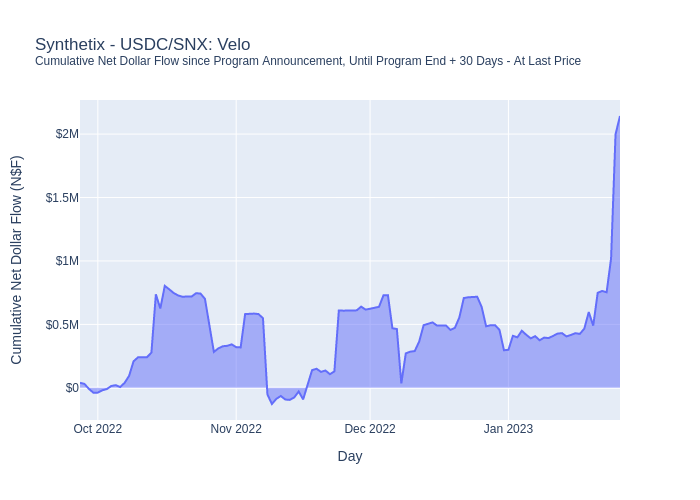 Synthetix - USDC/SNX: Velo
Cumulative Net Dollar Flow since Program Announcement, Until Program End + 30 Days - At Last Price
Cumulative Net Dollar Flow (N$F)
$2M
$1.5M
$1M
$0.5M
$0
Oct 2022
Nov 2022
Dec 2022
Jan 2023
Day